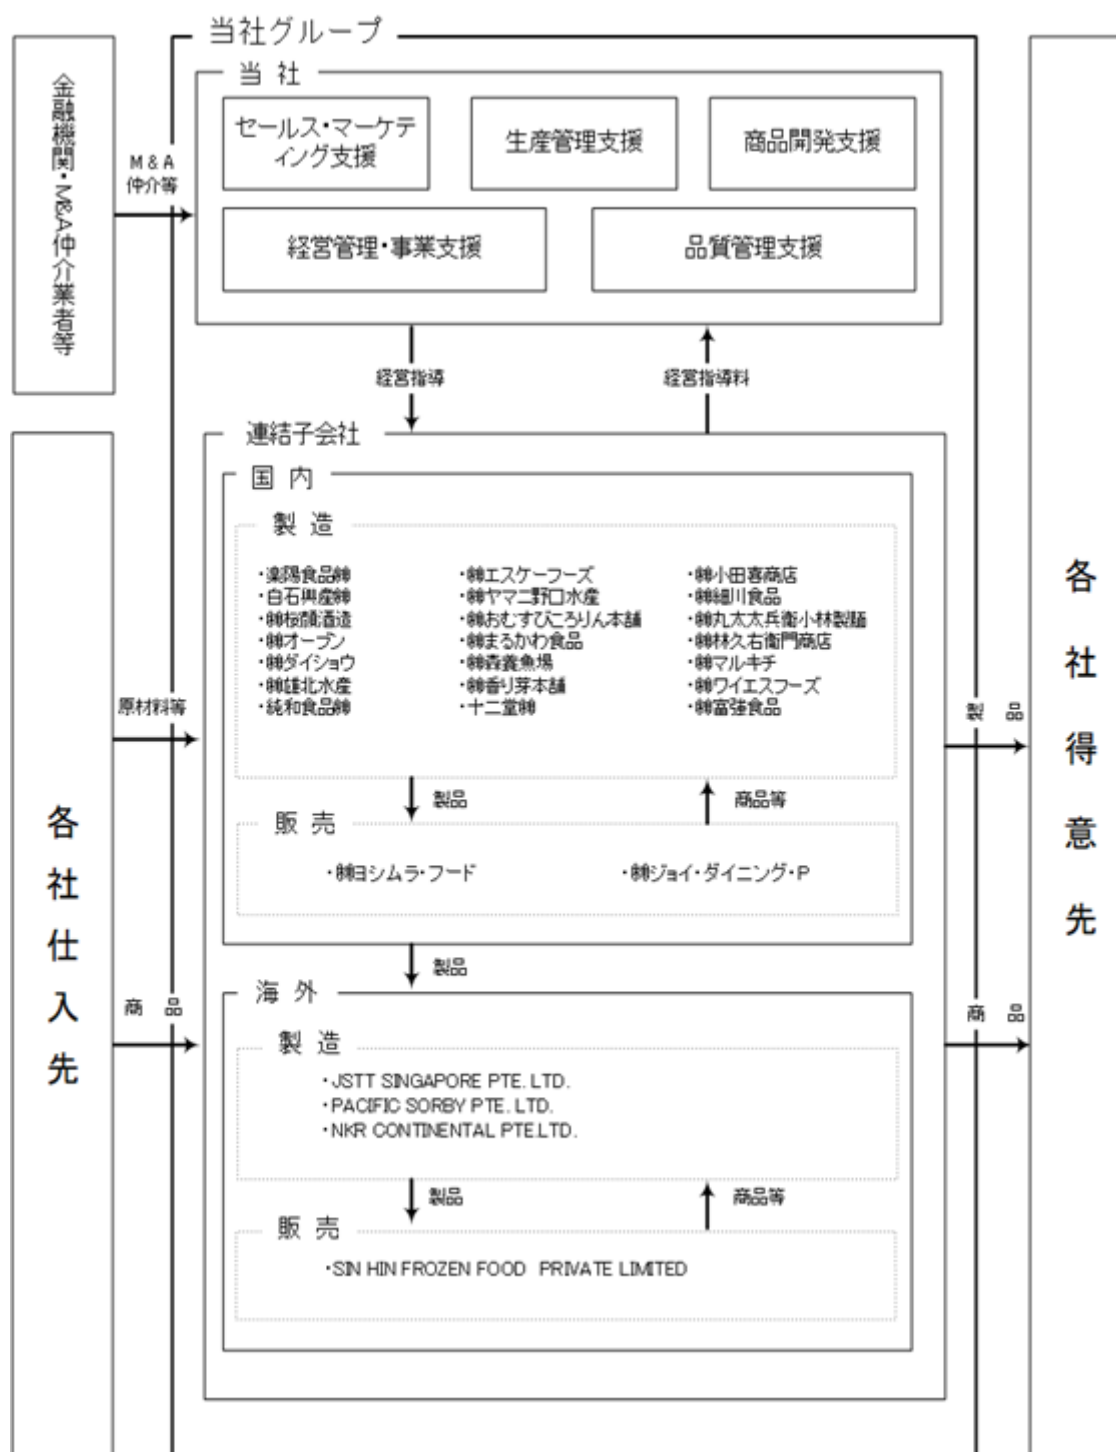 当社グループ
当 社
金融機関・M&A仲介業者等
M & A
仲介等
セールス・マーケテ
ィング支援
生産管理支援
商品開発支援
経営管理・事業支援
品質管理支援
経営指導
経営指導料
連結子会社
国 内
製 造
・楽陽食品㈱
・白石興産㈱
・㈱桜顔酒造
・㈱オーブン
・㈱ダイショウ
・㈱雄北水産
・純和食品㈱
・㈱エスケーフーズ
・㈱ヤマニ野口水産
・㈱おむすびころりん本舗
・㈱まるかわ食品
・㈱森養魚場
・㈱香り芽本舗
・十二堂㈱
・㈱小田喜商店
・㈱細川食品
・㈱丸太太兵衛小林製麺
・㈱林久右衛門商店
・㈱マルキチ
・㈱ワイエスフーズ
・㈱富強食品
原材料等
製 品
製品
商品等
販 売
・㈱ヨシムラ・フード
・㈱ジョイ・ダイニング・P
製品
海 外
商 品
商 品
製 造
・JSTT SINGAPORE PTE. LTD.
・PACIFIC SORBY PTE. LTD.
・NKR CONTINENTAL PTE.LTD.
製品
商品等
販 売
・SIN HIN FROZEN FOOD PRIVATE LIMITED
各社仕入先
各社得意先